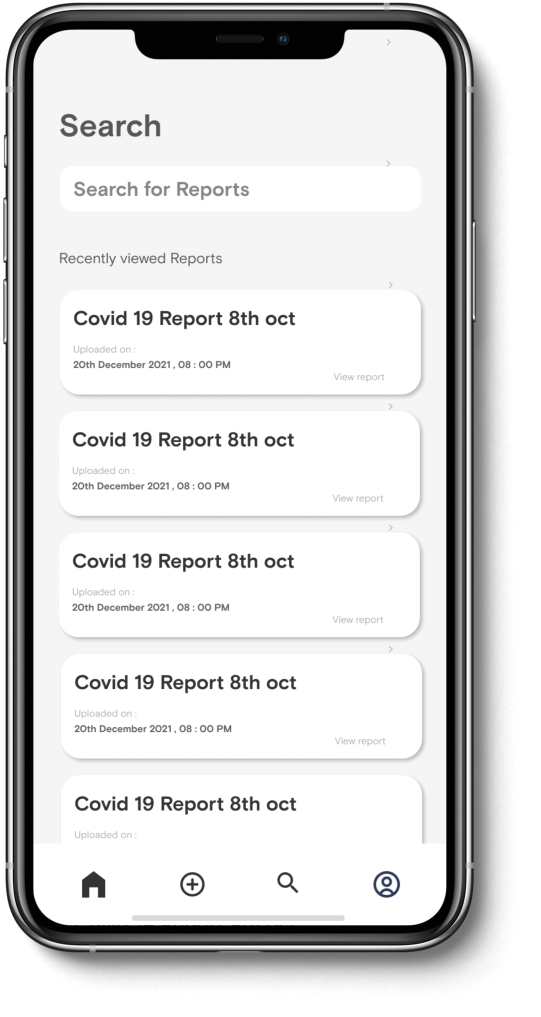 Search
Search for Reports
Recently viewed Reports
Covid 19 Report 8th oct
Uploaded on :
20th December 2021 , 08 : 00 PM
View report
Covid 19 Report 8th oct
Uploaded on :
20th December 2021 , 08 : 00 PM
View report
Covid 19 Report 8th oct
Uploaded on :
20th December 2021 , 08 : 00 PM
View report
Covid 19 Report 8th oct
Uploaded on :
20th December 2021 , 08 : 00 PM
View report
Covid 19 Report 8th oct
Uploaded on :